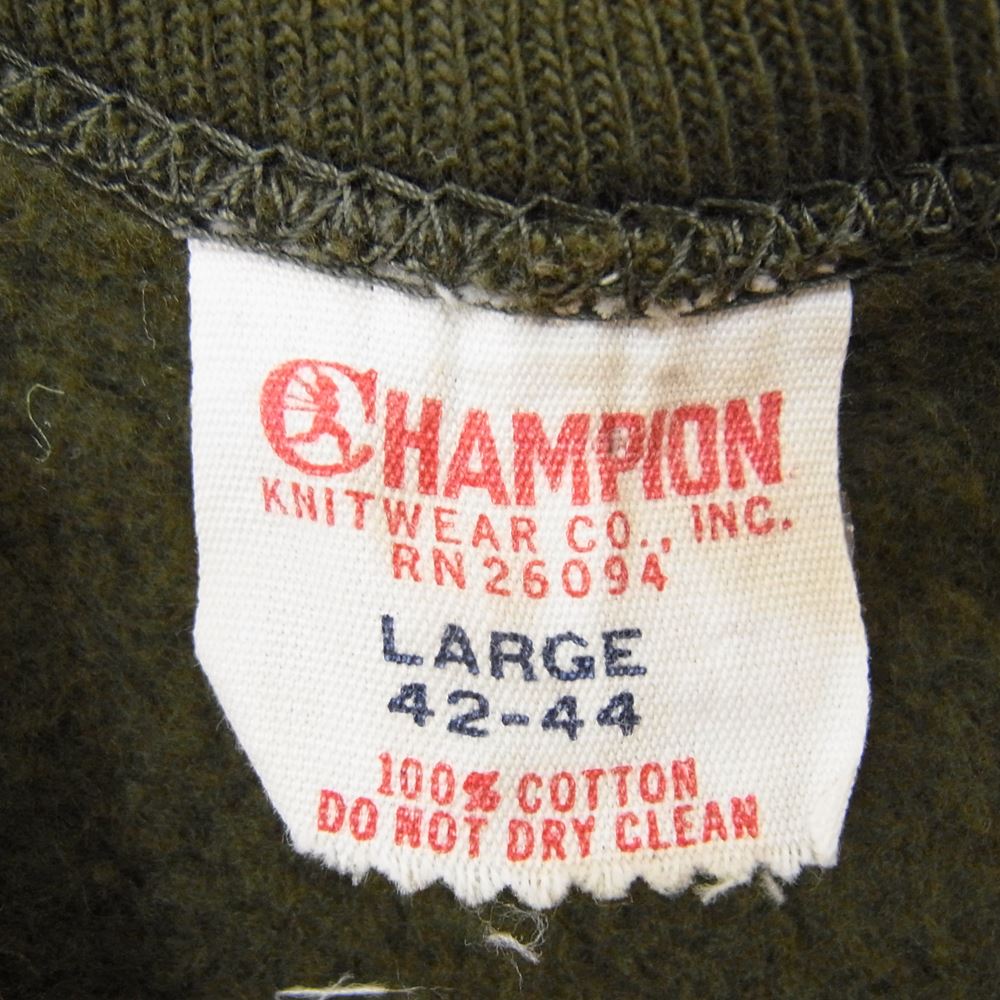 CHAMPION
KNITWEAR CO., INC.
RN 26094
LARGE
42-44
100% COTTON
DO NOT DRY CLEAN